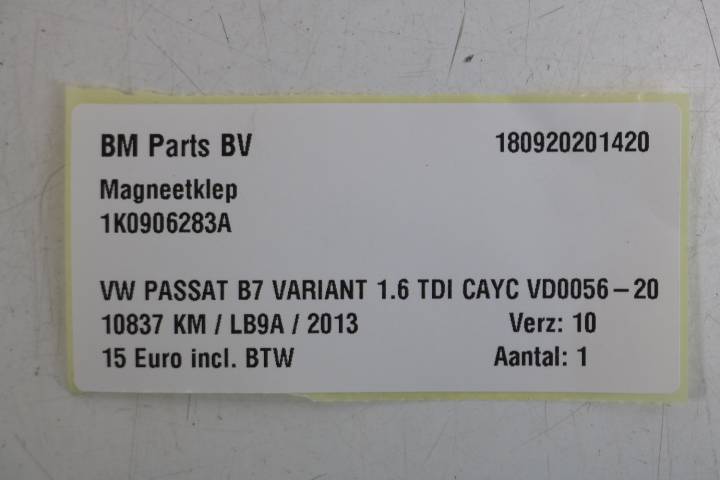 BM Parts BV 180920201420
Magneetklep
1K0906283A
VW PASSAT B7 VARIANT 1.6 TDI CAYC VD0056-20
10837 KM / LB9A / 2013 Verz: 10
15 Euro incl. BTW Aantal: 1